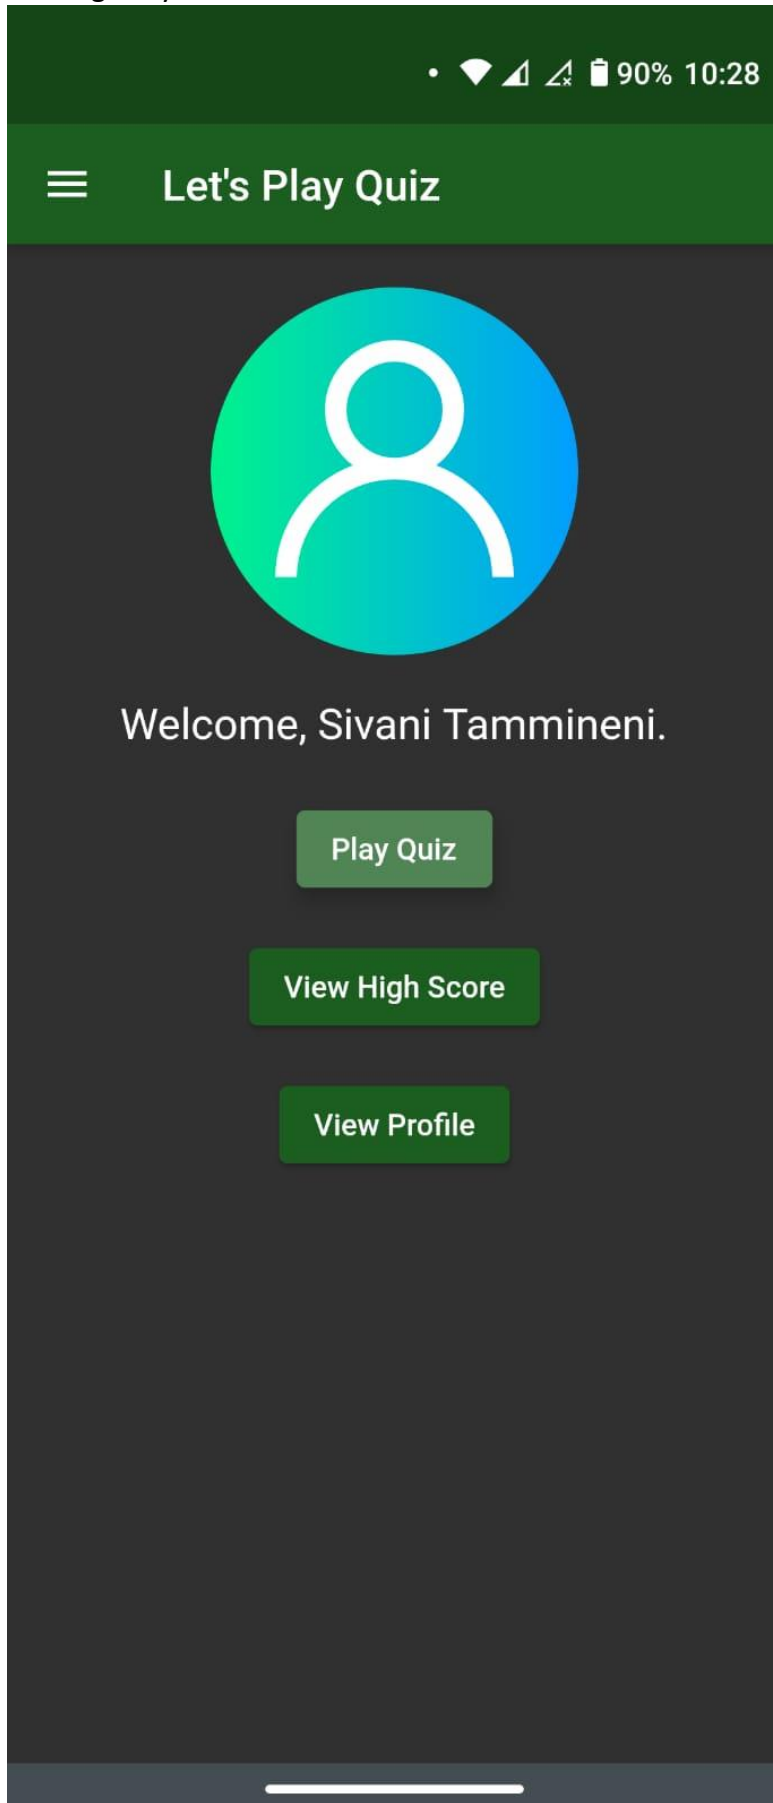 90% 10:28
Let's Play Quiz
Welcome, Sivani Tammineni.
Play Quiz
View High Score
View Profile